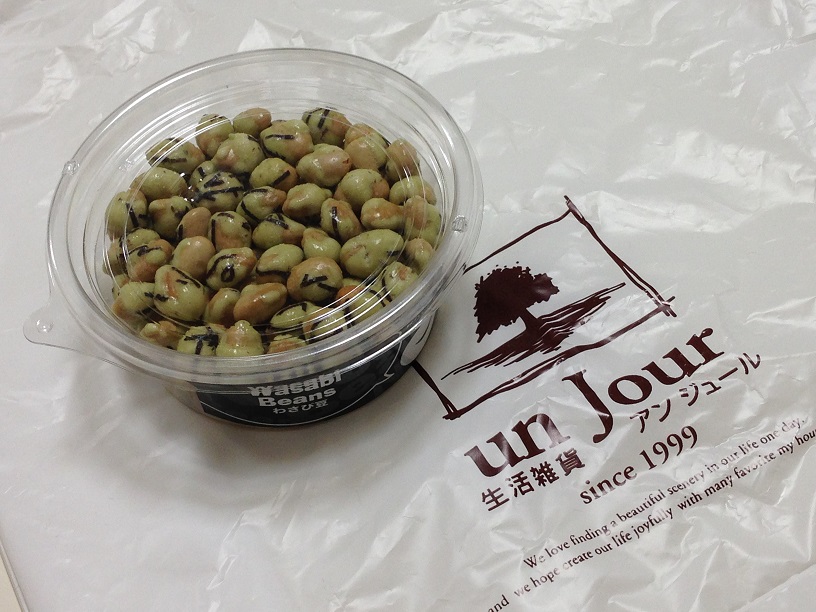 Wasabi
Beans
わさび豆
un Jour
アン ジュール
生活雑貨
since 1999
We love finding a beautiful scenery in our life one day,
and we hope create our life joyfully with many favorite my